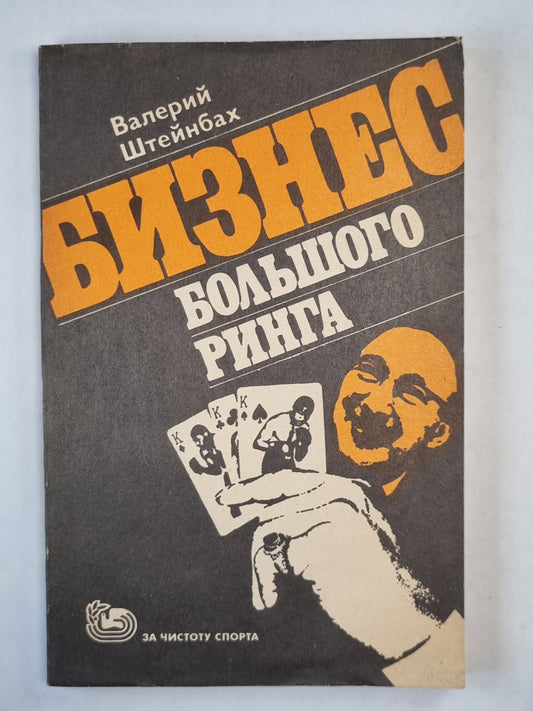 Валерий
Штейнбах
БИЗНЕС
БОЛЬШОГО
РИНГА
K
K
K
ЗА ЧИСТОТУ СПОРТА